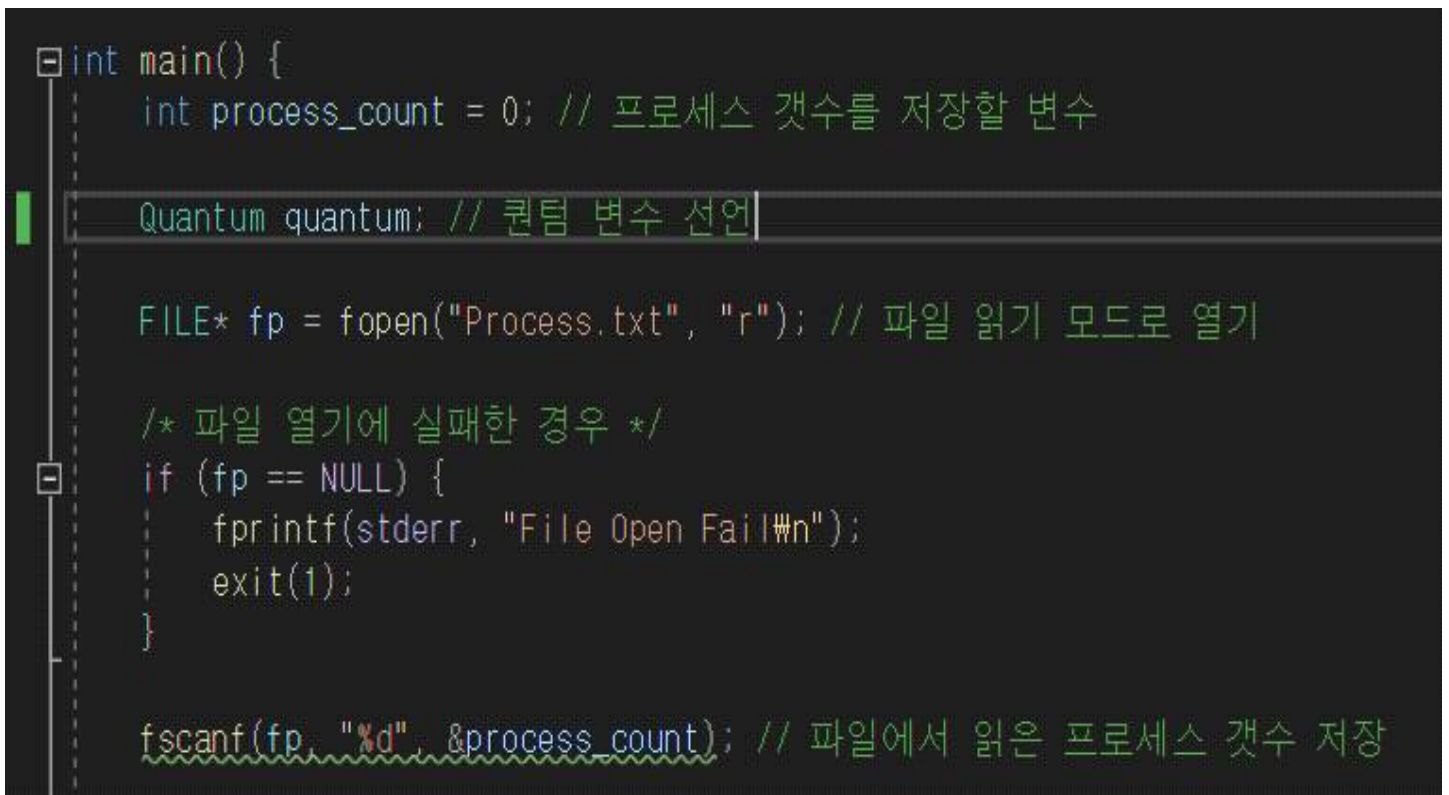 int main() {
int process_count = 0; // 프로세스 갯수를 저장할 변수
Quantum quantum; // 퀀텀 변수 선언
FILE* fp = fopen("Process.txt", "r"); // 파일 읽기 모드로 열기
/* 파일 열기에 실패한 경우 */
if (fp == NULL) {
fprintf(stderr, "File Open Fail₩n");
exit(1);
}
fscanf(fp, "%d", &process_count); // 파일에서 읽은 프로세스 갯수 저장